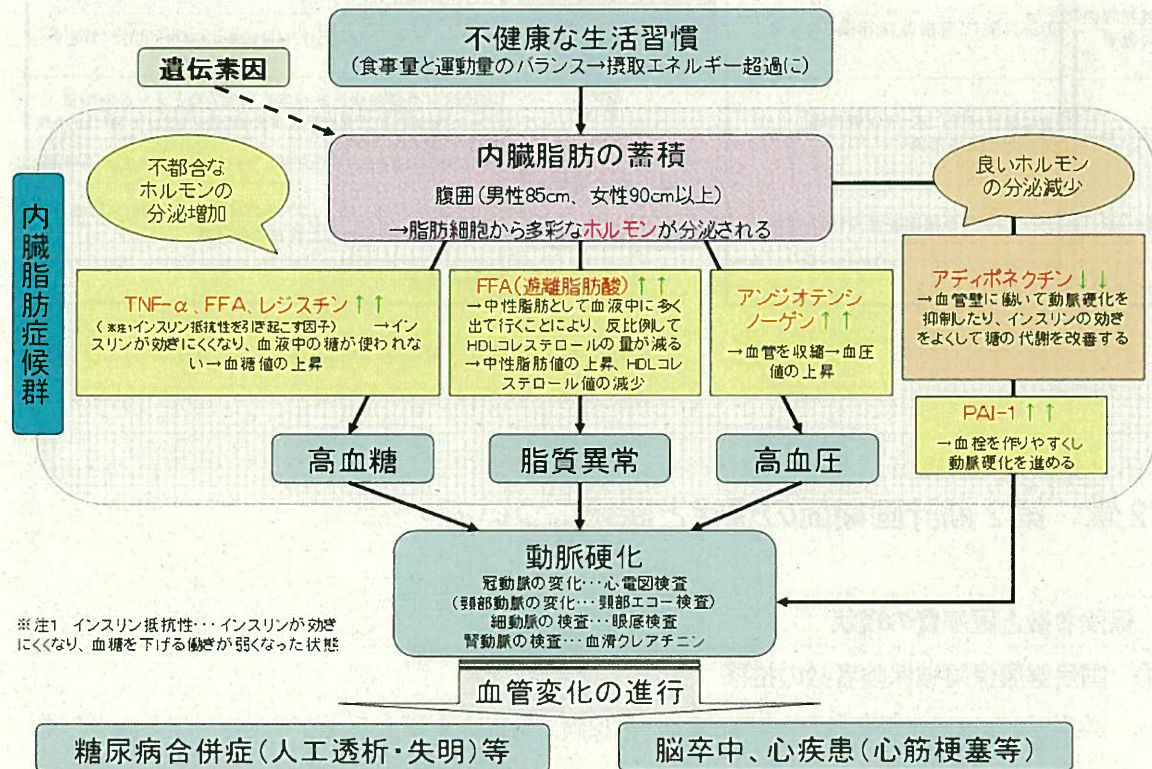 不健康な生活習慣
(食事量と運動量のバランス→摂取エネルギー超過に)
遺伝素因
内臓脂肪の蓄積
腹囲(男性85cm、女性90cm以上)
→脂肪細胞から多彩なホルモンが分泌される
不都合な
ホルモンの
分泌増加
良いホルモン
の分泌減少
内臓脂肪症候群
TNF-α、FFA、レジスチン↑↑
(※注1インスリン抵抗性を引き起こす因子) →イン
スリンが効きにくくなり、血液中の糖が使われな
い→血糖値の上昇
FFA(遊離脂肪酸)↑↑
→中性脂肪として血液中に多く
出て行くことにより、反比例して
HDLコレステロールの量が減る
→中性脂肪値の上昇、HDLコレ
ステロール値の減少
アンジオテンシ
ノーゲン↑↑
→血管を収縮→血圧
値の上昇
アディポネクチン↓↓
→血管壁に働いて動脈硬化を
抑制したり、インスリンの効き
をよくして糖の代謝を改善する
PAI-1↑↑
→血栓を作りやすくし
動脈硬化を進める
高血糖
脂質異常
高血圧
動脈硬化
冠動脈の変化…心電図検査
(頸部動脈の変化…頸部エコー検査)
細動脈の検査…眼底検査
腎動脈の検査…血清クレアチニン
※注1 インスリン抵抗性…インスリンが効き
にくくなり、血糖を下げる働きが弱くなった状態
血管変化の進行
糖尿病合併症(人工透析・失明)等
脳卒中、心疾患(心筋梗塞等)